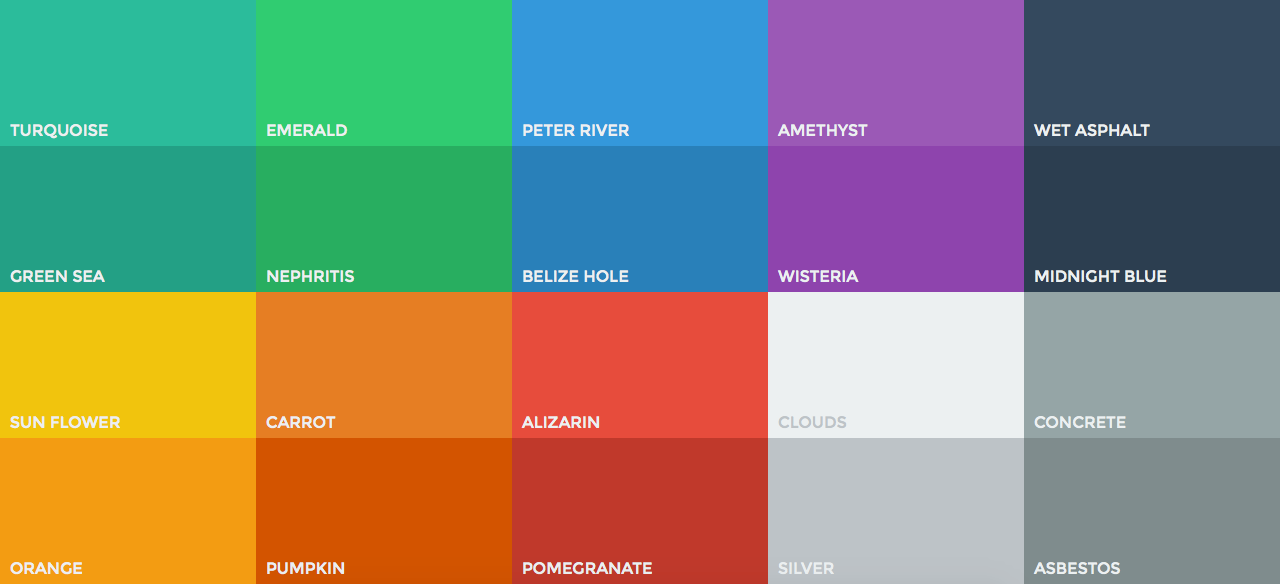 TURQUOISE
EMERALD
PETER RIVER
AMETHYST
WET ASPHALT
GREEN SEA
NEPHRITIS
BELIZE HOLE
WISTERIA
MIDNIGHT BLUE
SUN FLOWER
CARROT
ALIZARIN
CLOUDS
CONCRETE
ORANGE
PUMPKIN
POMEGRANATE
SILVER
ASBESTOS